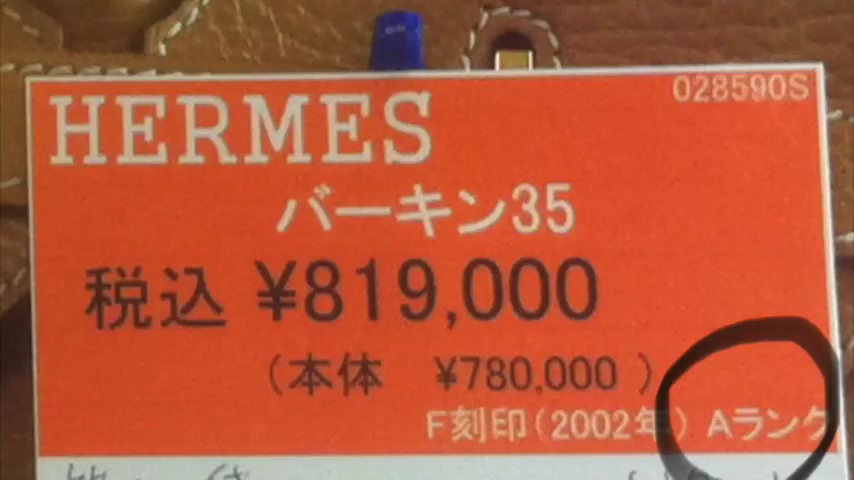 028590S
HERMES
バーキン35
税込 ¥819,000
(本体 ¥780,000 )
F刻印(2002年) Aランク